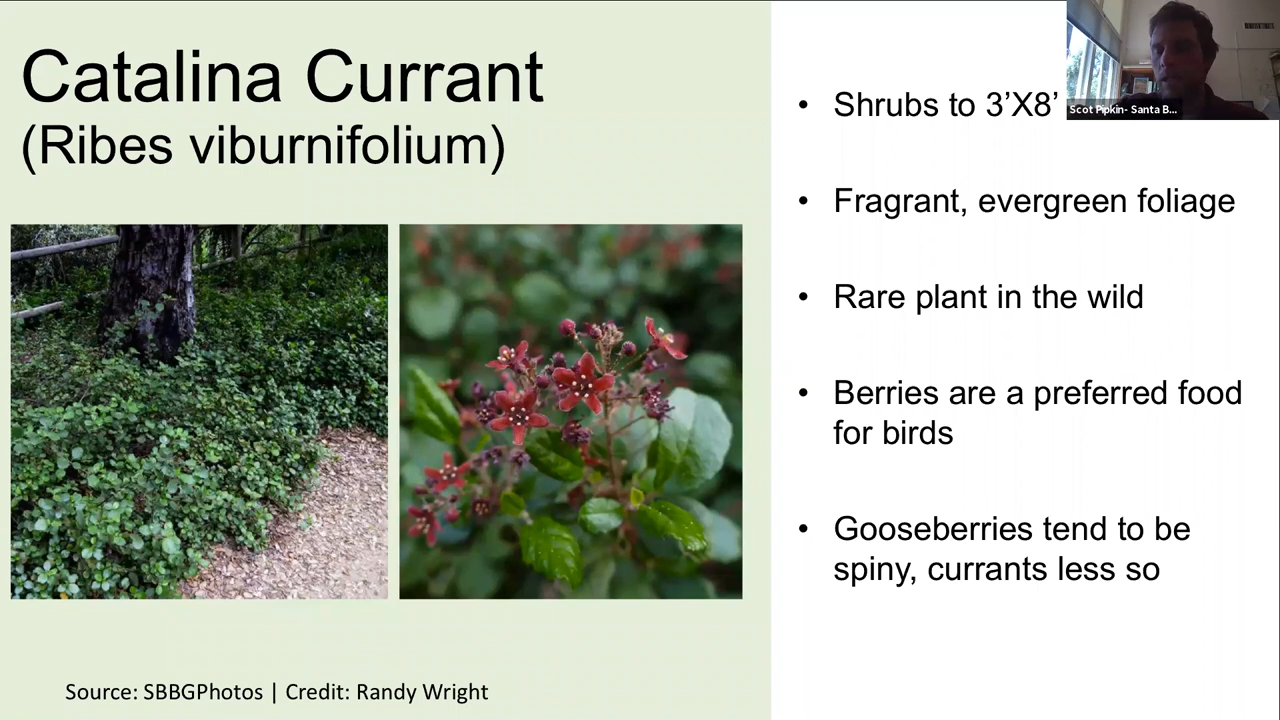 Catalina Currant
(Ribes viburnifolium)
• Shrubs to 3’X8’
• Fragrant, evergreen foliage
• Rare plant in the wild
• Berries are a preferred food
for birds
• Gooseberries tend to be
spiny, currants less so
Source: SBBGPhotos | Credit: Randy Wright
Scot Pipkin- Santa B...